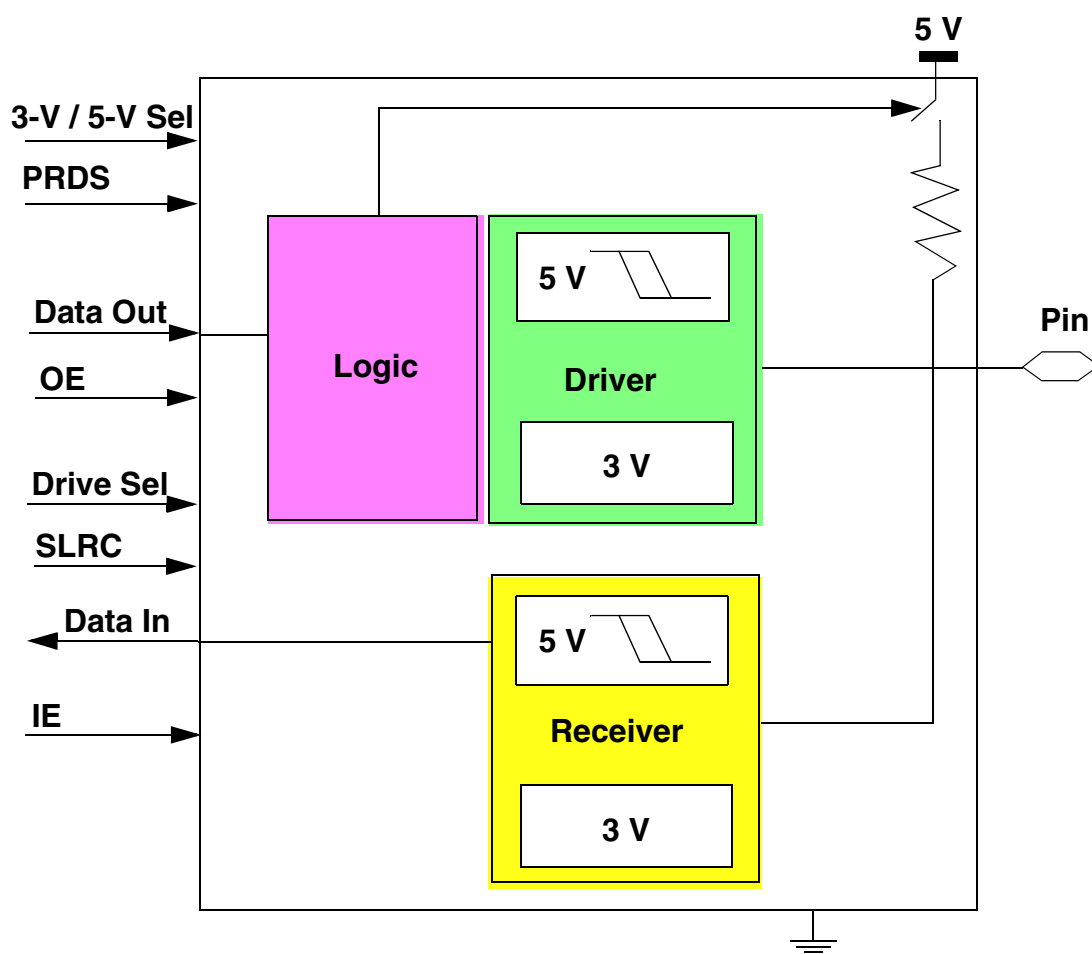 5 V
3-V / 5-V Sel
PRDS
Data Out
OE
Drive Sel
SLRC
Data In
IE
Logic
5 V
Driver
3 V
5 V
Receiver
3 V
Pin